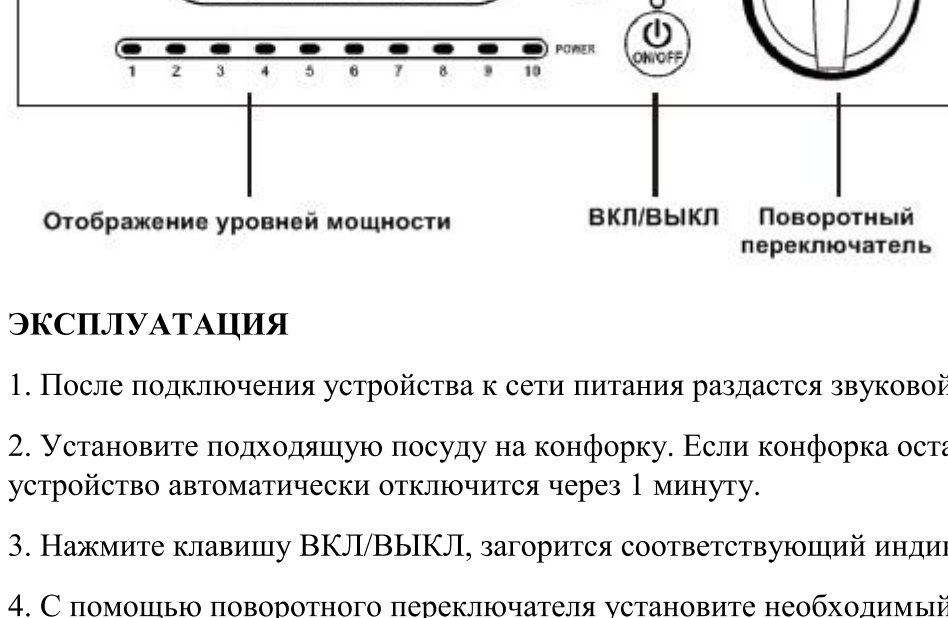 POWER
1 2 3 4 5 6 7 8 9 10
ON/OFF
Отображение уровней мощности
ВКЛ/ВЫКЛ
Поворотный
переключатель
ЭКСПЛУАТАЦИЯ
1. После подключения устройства к сети питания раздастся звуковой
2. Установите подходящую посуду на конфорку. Если конфорка
устройство автоматически отключится через 1 минуту.
3. Нажмите клавишу ВКЛ/ВЫКЛ, загорится соответствующий
4. С помощью поворотного переключателя установите необходимый